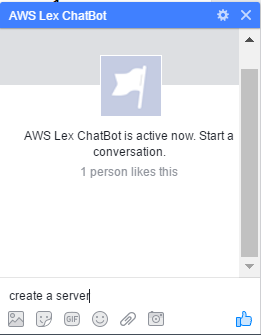 AWS Lex ChatBot
AWS Lex ChatBot is active now. Start a
conversation.
1 person likes this
create a server
GIF